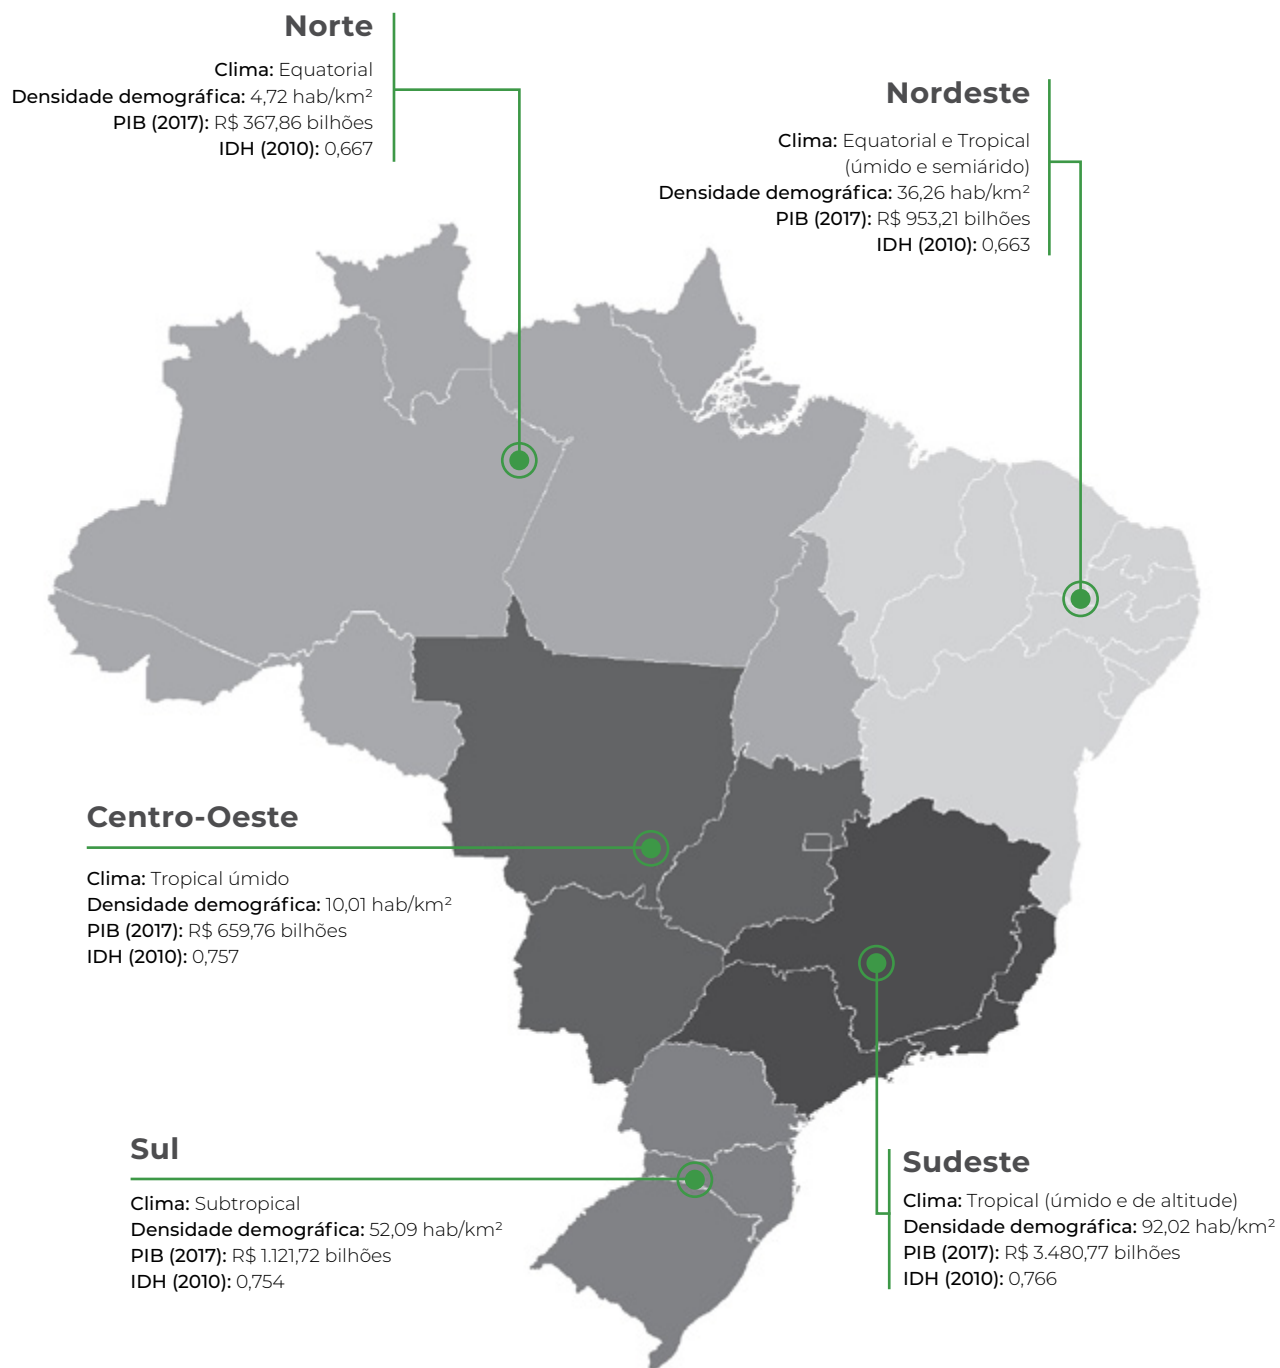 Norte
Clima: Equatorial
Densidade demográfica: 4,72 hab/km²
PIB (2017): R$ 367,86 bilhões
IDH (2010): 0,667
Nordeste
Clima: Equatorial e Tropical
(úmido e semiárido)
Densidade demográfica: 36,26 hab/km²
PIB (2017): R$ 953,21 bilhões
IDH (2010): 0,663
Centro-Oeste
Clima: Tropical úmido
Densidade demográfica: 10,01 hab/km²
PIB (2017): R$ 659,76 bilhões
IDH (2010): 0,757
Sul
Clima: Subtropical
Densidade demográfica: 52,09 hab/km²
PIB (2017): R$ 1.121,72 bilhões
IDH (2010): 0,754
Sudeste
Clima: Tropical (úmido e de altitude)
Densidade demográfica: 92,02 hab/km²
PIB (2017): R$ 3.480,77 bilhões
IDH (2010): 0,766